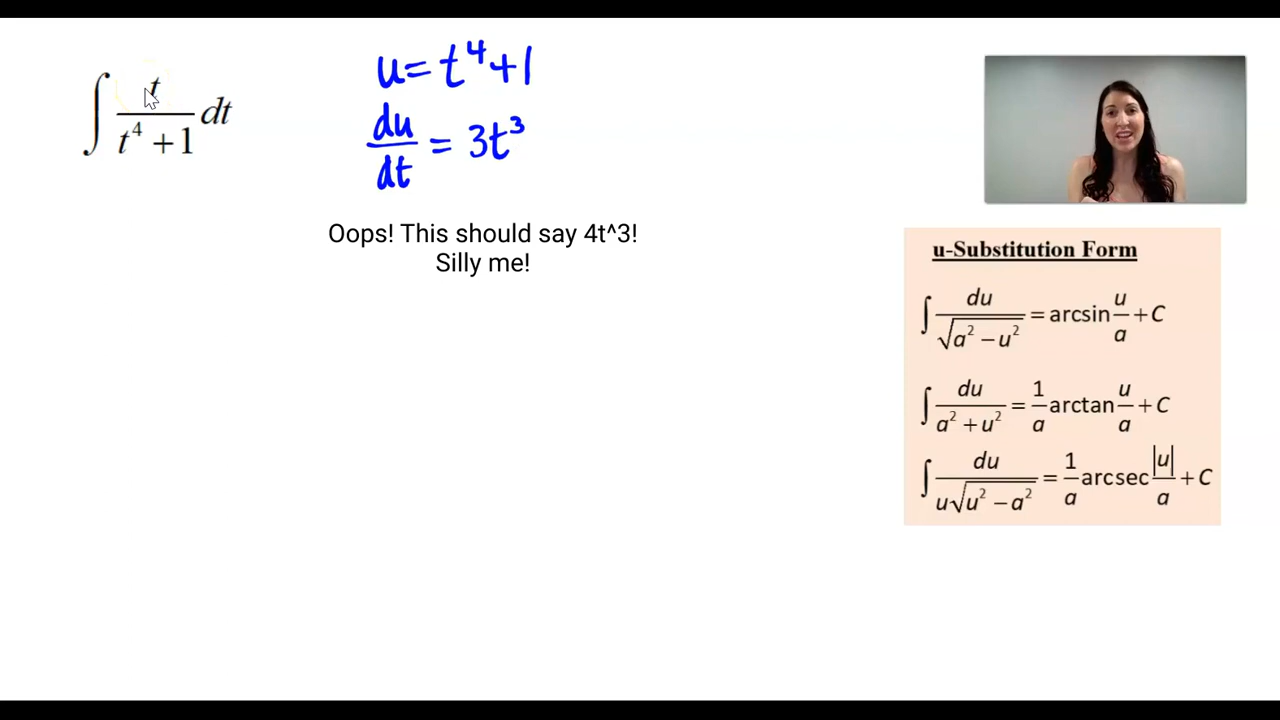 ∫ t / (t⁴ + 1) dt
u = t⁴ + 1
du/dt = 3t³
Oops! This should say 4t^3!
Silly me!
u-Substitution Form
∫ du / √(a² − u²) = arcsin u/a + C
∫ du / (a² + u²) = 1/a arctan u/a + C
∫ du / (u√(u² − a²)) = 1/a arcsec |u|/a + C